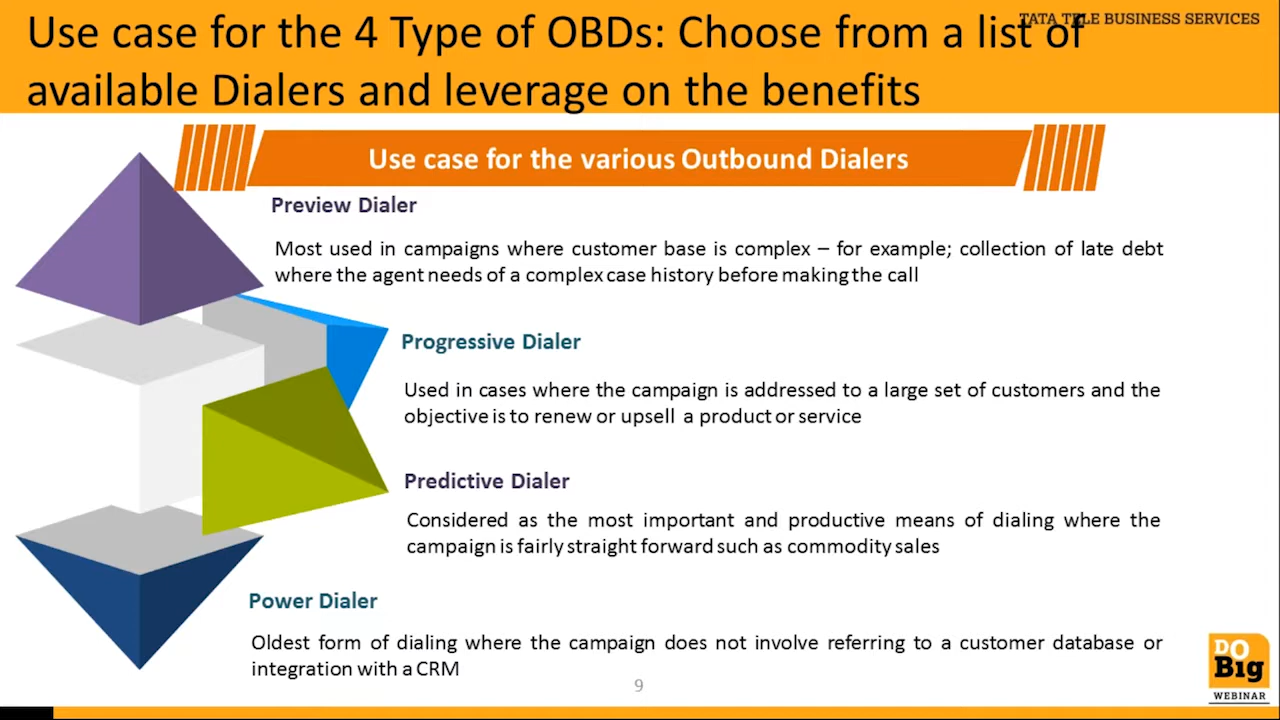 TATA TELE BUSINESS SERVICES
Use case for the 4 Type of OBDs: Choose from a list of
available Dialers and leverage on the benefits
Use case for the various Outbound Dialers
Preview Dialer
Most used in campaigns where customer base is complex – for example; collection of late debt
where the agent needs of a complex case history before making the call
Progressive Dialer
Used in cases where the campaign is addressed to a large set of customers and the
objective is to renew or upsell a product or service
Predictive Dialer
Considered as the most important and productive means of dialing where the
campaign is fairly straight forward such as commodity sales
Power Dialer
Oldest form of dialing where the campaign does not involve referring to a customer database or
integration with a CRM
9
DO
Big
WEBINAR